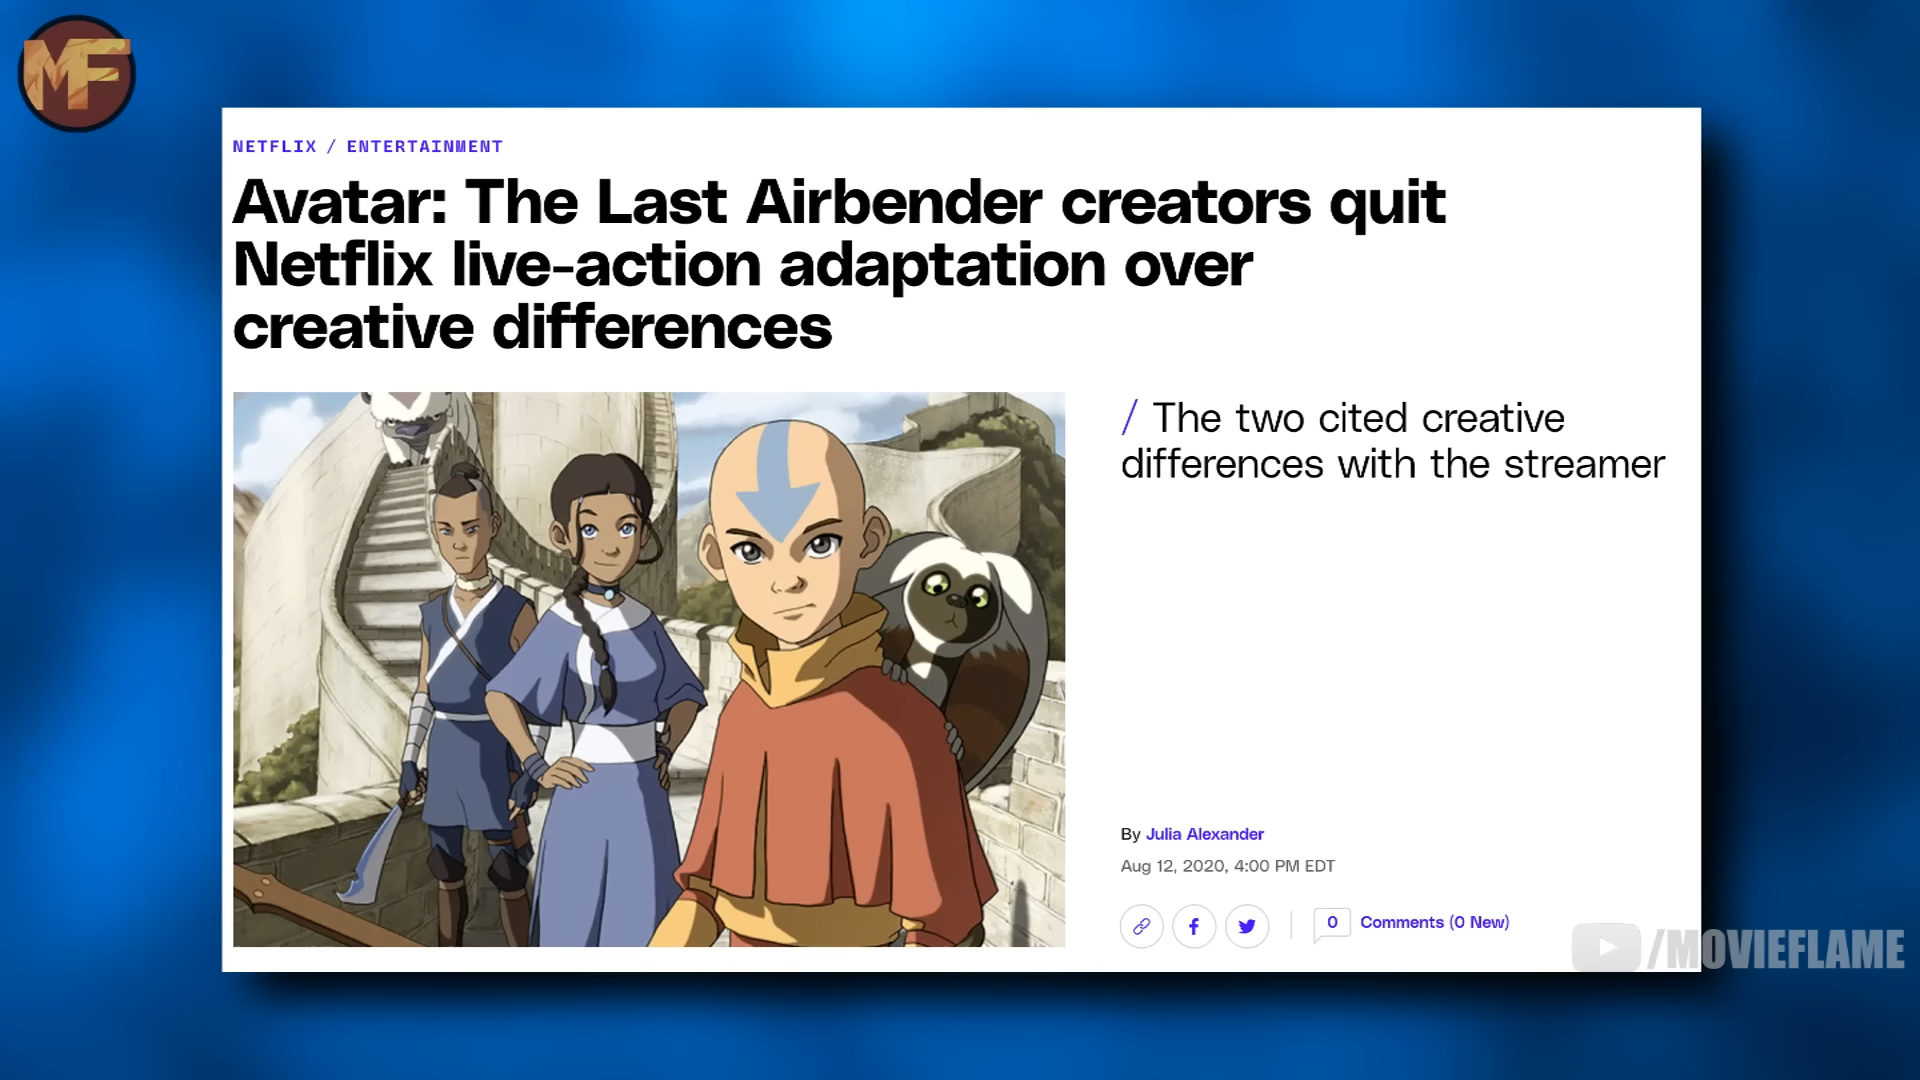 MF
NETFLIX / ENTERTAINMENT
Avatar: The Last Airbender creators quit
Netflix live-action adaptation over
creative differences
/ The two cited creative
differences with the streamer
By Julia Alexander
Aug 12, 2020, 4:00 PM EDT
0 Comments (0 New)
/MOVIEFLAME